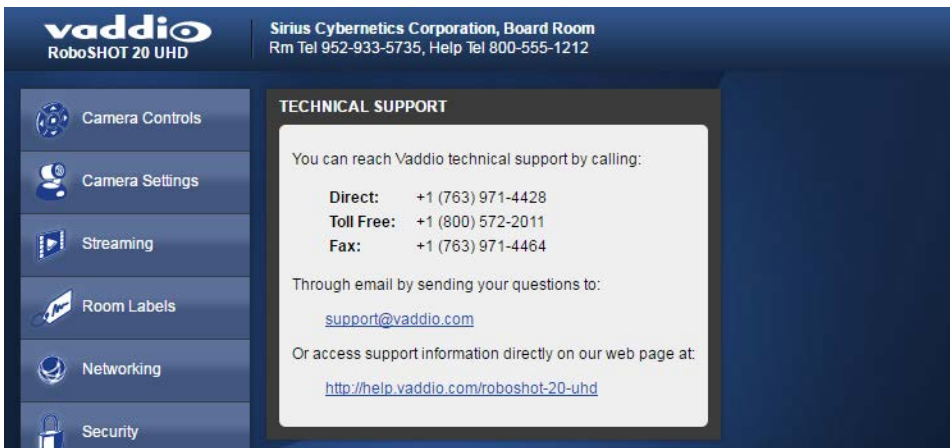 vaddio
RoboSHOT 20 UHD
Sirius Cybernetics Corporation, Board Room
Rm Tel 952-933-5735, Help Tel 800-555-1212
Camera Controls
Camera Settings
Streaming
Room Labels
Networking
Security
TECHNICAL SUPPORT
You can reach Vaddio technical support by calling:
Direct: +1 (763) 971-4428
Toll Free: +1 (800) 572-2011
Fax: +1 (763) 971-4464
Through email by sending your questions to:
support@vaddio.com
Or access support information directly on our web page at:
http://help.vaddio.com/roboshot-20-uhd